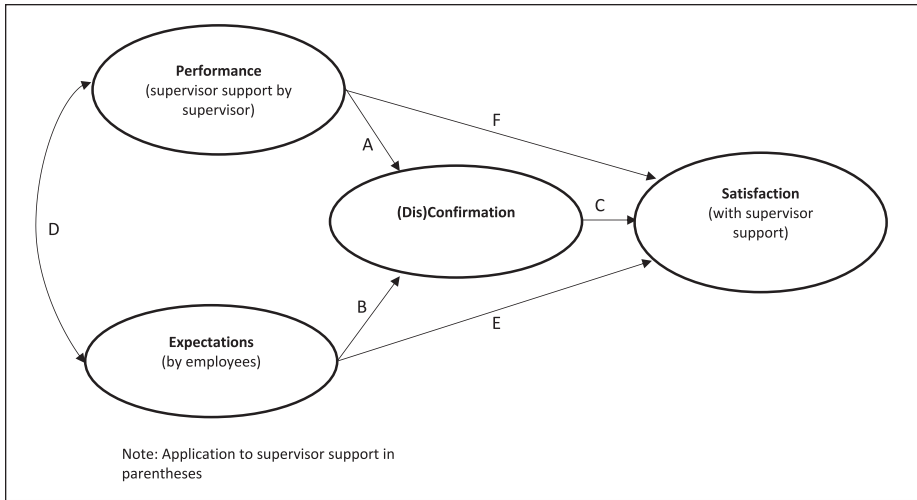 Performance
(supervisor support by
supervisor)
F
A
(Dis)Confirmation
C
Satisfaction
(with supervisor
support)
D
B
E
Expectations
(by employees)
Note: Application to supervisor support in
parentheses